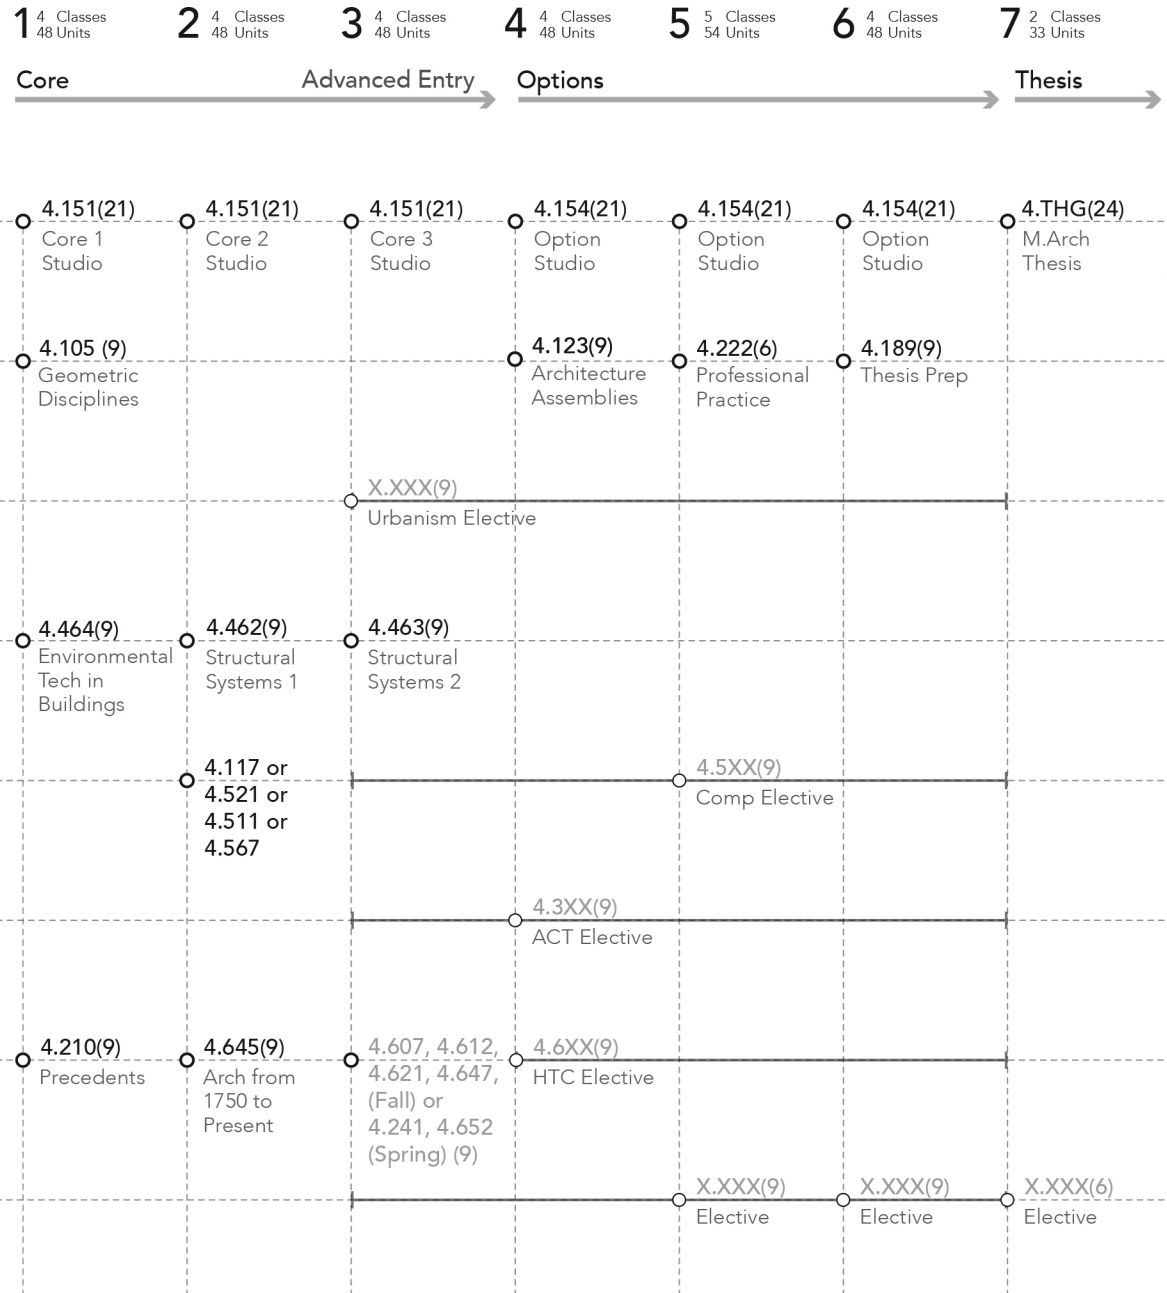 1 4 Classes
48 Units
2 4 Classes
48 Units
3 4 Classes
48 Units
4 4 Classes
48 Units
5 5 Classes
54 Units
6 4 Classes
48 Units
7 2 Classes
33 Units
Core
Advanced Entry
Options
Thesis
4.151(21)
Core 1
Studio
4.151(21)
Core 2
Studio
4.151(21)
Core 3
Studio
4.154(21)
Option
Studio
4.154(21)
Option
Studio
4.154(21)
Option
Studio
4.THG(24)
M.Arch
Thesis
4.105 (9)
Geometric
Disciplines
4.123(9)
Architecture
Assemblies
4.222(6)
Professional
Practice
4.189(9)
Thesis Prep
X.XXX(9)
Urbanism Elective
4.464(9)
Environmental
Tech in
Buildings
4.462(9)
Structural
Systems 1
4.463(9)
Structural
Systems 2
4.117 or
4.521 or
4.511 or
4.567
4.5XX(9)
Comp Elective
4.3XX(9)
ACT Elective
4.210(9)
Precedents
4.645(9)
Arch from
1750 to
Present
4.607, 4.612,
4.621, 4.647,
(Fall) or
4.241, 4.652
(Spring) (9)
4.6XX(9)
HTC Elective
X.XXX(9)
Elective
X.XXX(9)
Elective
X.XXX(6)
Elective